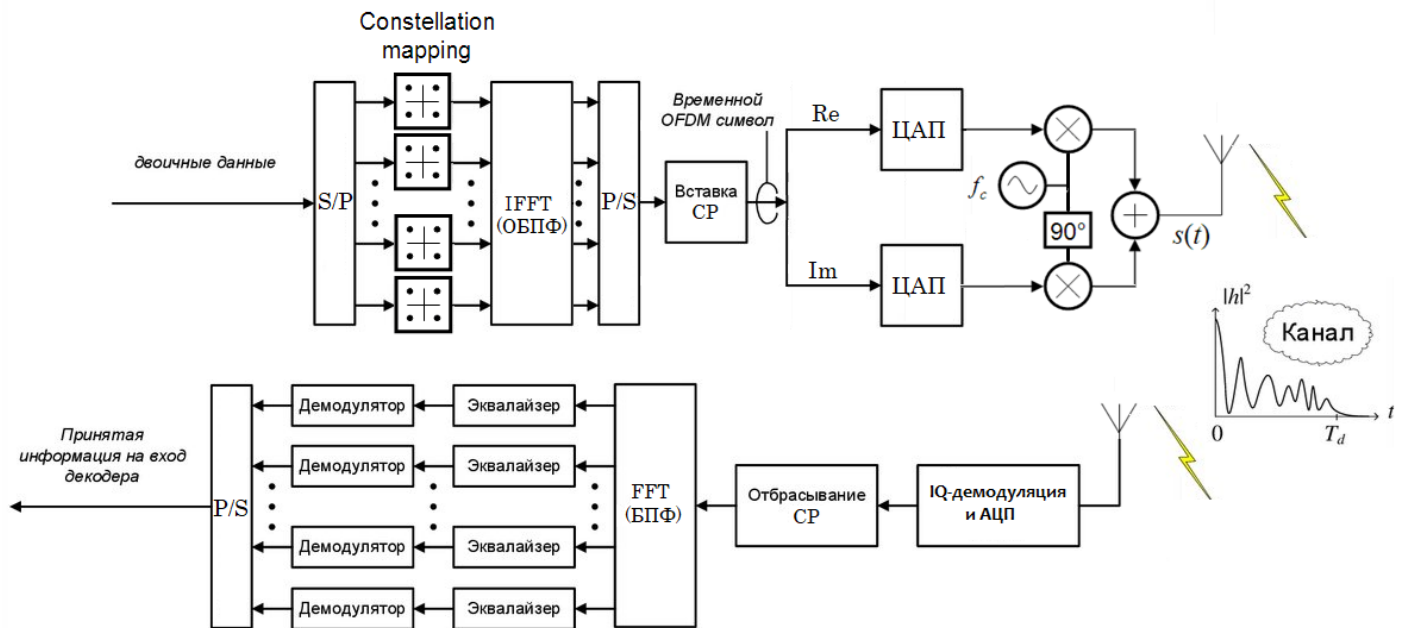 Constellation
mapping
двоичные данные
S/P
IFFT
(ОБПФ)
P/S
Вставка
CP
Временной
OFDM символ
Re
Im
ЦАП
ЦАП
f_c
90°
s(t)
|h|²
Канал
0
T_d
t
Принятая
информация на вход
декодера
P/S
Демодулятор
Эквалайзер
Демодулятор
Эквалайзер
Демодулятор
Эквалайзер
Демодулятор
Эквалайзер
FFT
(БПФ)
Отбрасывание
CP
IQ-демодуляция
и АЦП